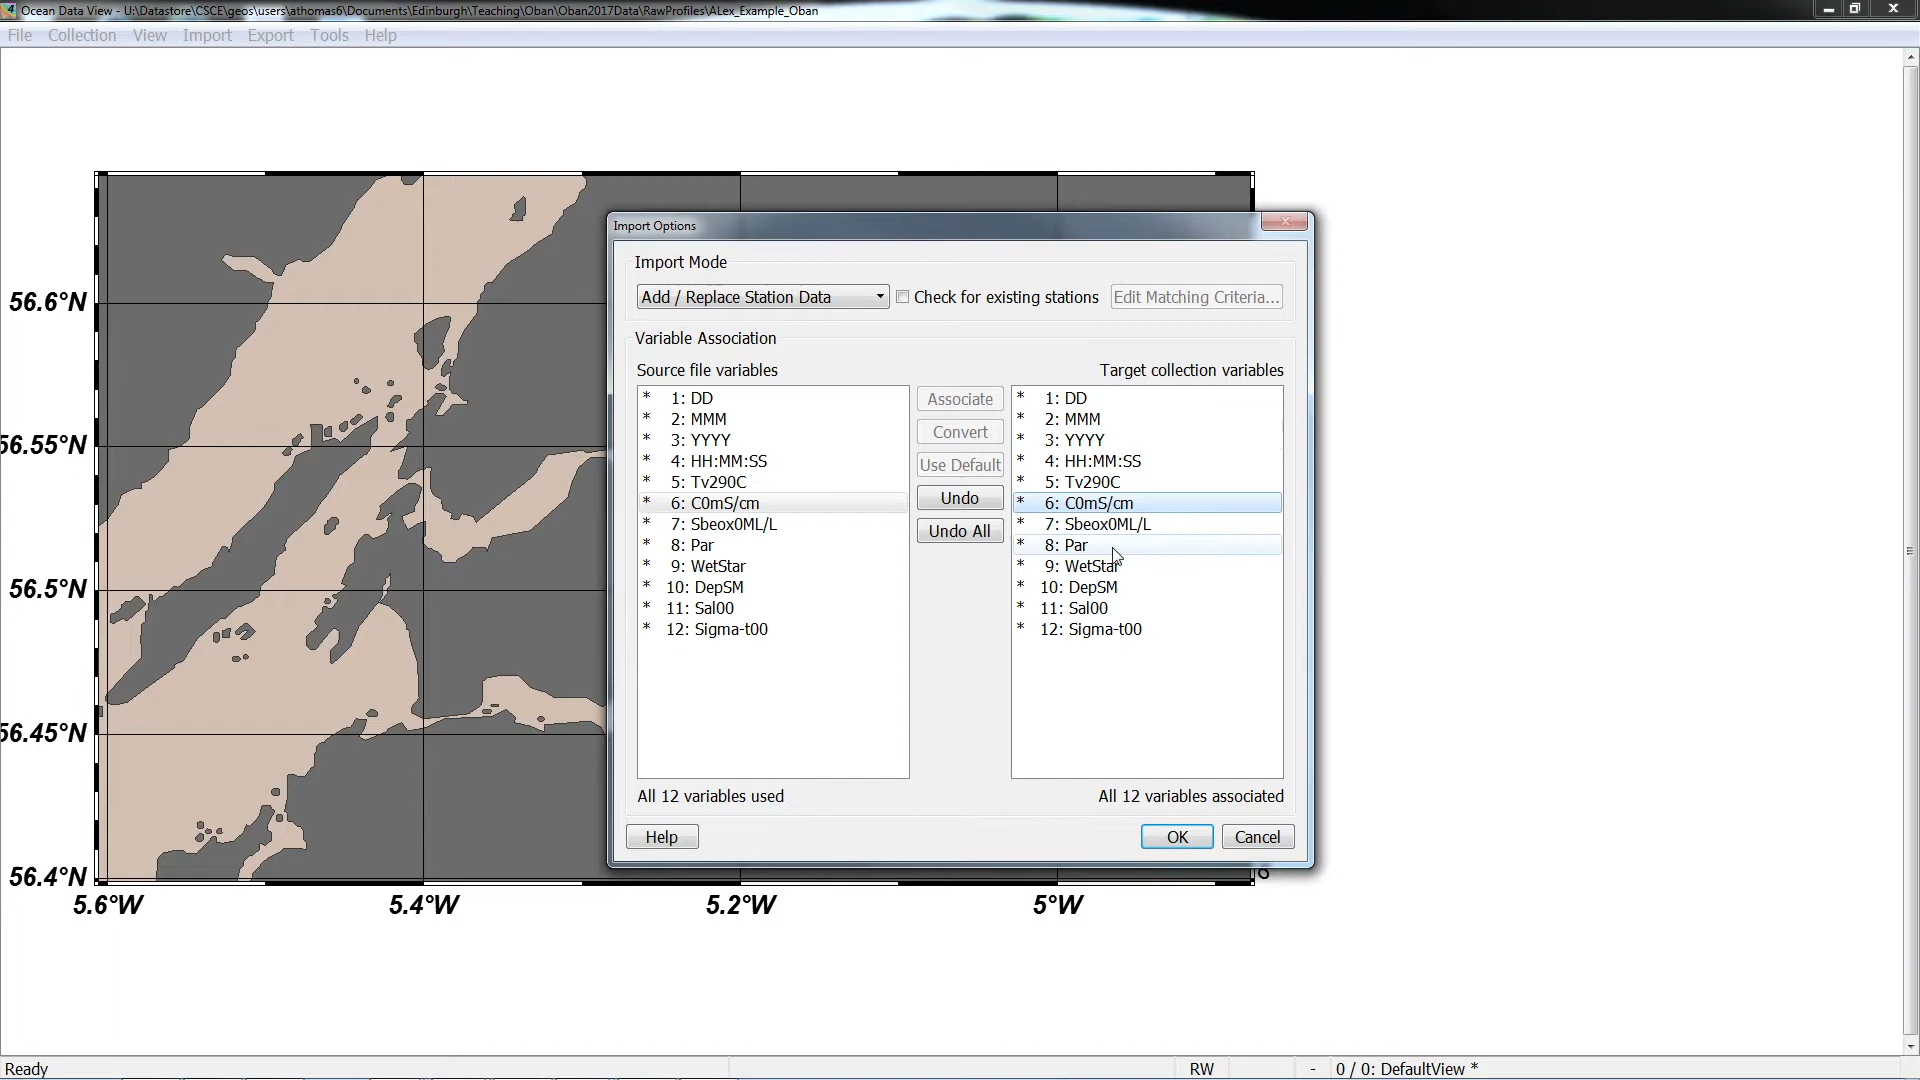 Ocean Data View - U:\Datastore\CSCE\geos\users\athomas6\Documents\Edinburgh\Teaching\Oban\Oban2017Data\RawProfiles\ALex_Example_Oban
File Collection View Import Export Tools Help
Import Options
Import Mode
Add / Replace Station Data Check for existing stations Edit Matching Criteria...
Variable Association
Source file variables Target collection variables
* 1: DD Associate * 1: DD
* 2: MMM * 2: MMM
Convert
* 3: YYYY * 3: YYYY
* 4: HH:MM:SS Use Default * 4: HH:MM:SS
* 5: Tv290C * 5: Tv290C
* 6: C0mS/cm Undo * 6: C0mS/cm
* 7: Sbeox0ML/L Undo All * 7: Sbeox0ML/L
* 8: Par * 8: Par
* 9: WetStar * 9: WetStar
* 10: DepSM * 10: DepSM
* 11: Sal00 * 11: Sal00
* 12: Sigma-t00 * 12: Sigma-t00
All 12 variables used All 12 variables associated
Help OK Cancel
56.6°N
56.55°N
56.5°N
56.45°N
56.4°N
5.6°W 5.4°W 5.2°W 5°W
Ready RW - 0 / 0: DefaultView *